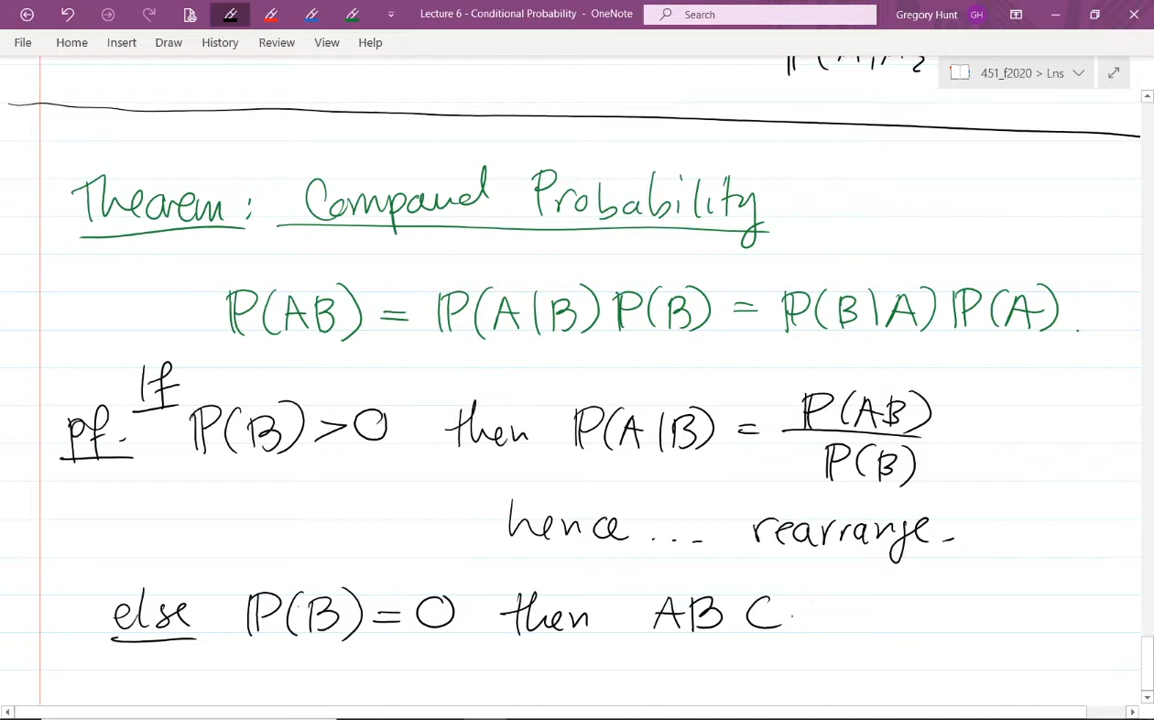 Lecture 6 - Conditional Probability - OneNote
Search
Gregory Hunt GH
File Home Insert Draw History Review View Help
451_f2020 > Lns
Theorem: Compound Probability
ℙ(AB) = ℙ(A|B) ℙ(B) = ℙ(B|A) ℙ(A).
pf. If ℙ(B) > 0 then ℙ(A|B) = ℙ(AB) / ℙ(B)
hence ... rearrange.
else ℙ(B) = 0 then AB ⊂